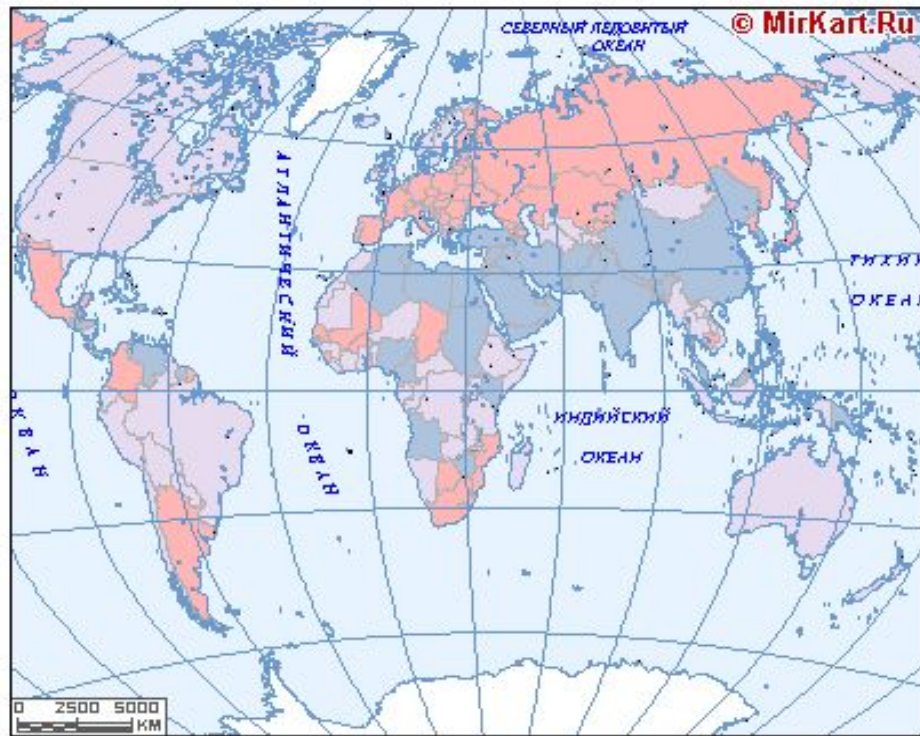 © MirKart.Ru
СЕВЕРНЫЙ ЛЕДОВИТЫЙ
ОКЕАН
АТЛАНТИЧЕСКИЙ
ОКЕАН
ТИХИЙ
ОКЕАН
ИНДИЙСКИЙ
ОКЕАН
ОКЕАН
0 2500 5000
КМ